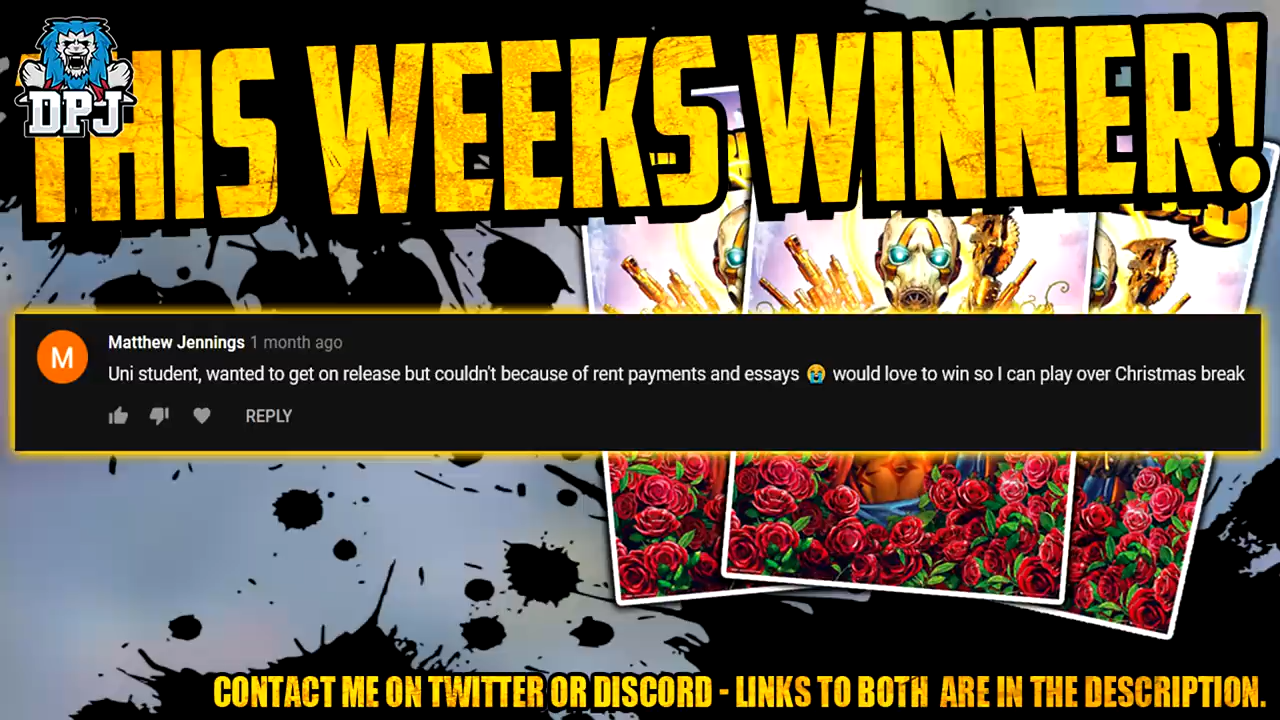 THIS WEEKS WINNER!
DPJ
M
Matthew Jennings 1 month ago
Uni student, wanted to get on release but couldn't because of rent payments and essays 😭 would love to win so I can play over Christmas break
REPLY
CONTACT ME ON TWITTER OR DISCORD - LINKS TO BOTH ARE IN THE DESCRIPTION.